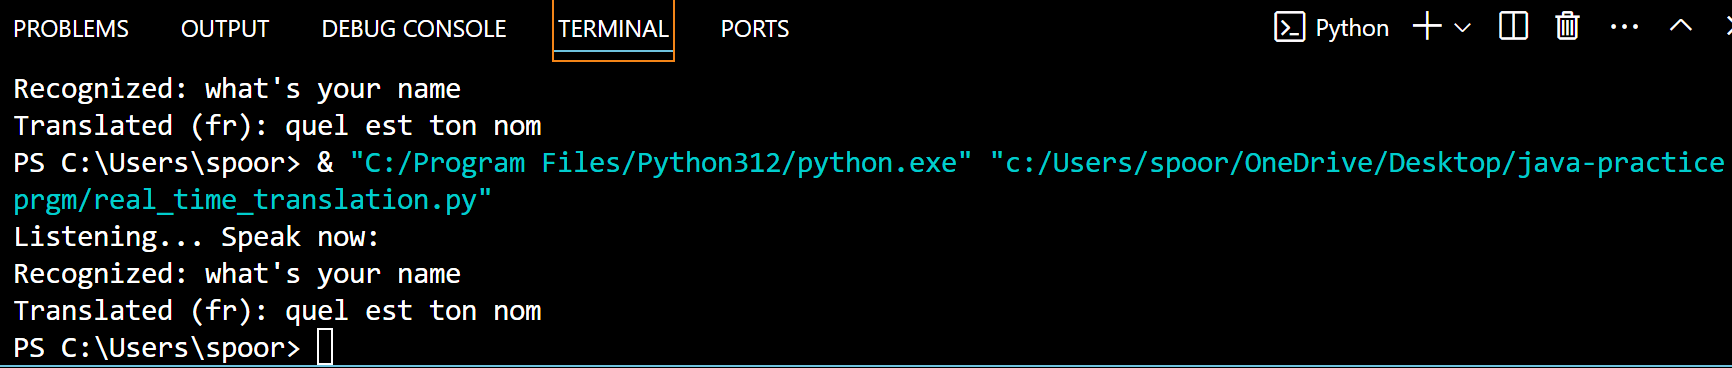 PROBLEMS OUTPUT DEBUG CONSOLE TERMINAL PORTS Python
Recognized: what's your name
Translated (fr): quel est ton nom
PS C:\Users\spoor> & "C:/Program Files/Python312/python.exe" "c:/Users/spoor/OneDrive/Desktop/java-practice
prgm/real_time_translation.py"
Listening... Speak now:
Recognized: what's your name
Translated (fr): quel est ton nom
PS C:\Users\spoor>